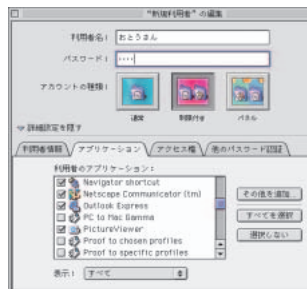 "新規利用者" の編集
利用者名：
おとうさん
パスワード：
••••
アカウントの種類：
通常
制限付き
パネル
詳細設定を隠す
利用者情報
アプリケーション
アクセス権
他のパスワード認証
利用者のアプリケーション：
Navigator shortcut
Netscape Communicator (tm)
Outlook Express
PC to Mac Gamma
PictureViewer
Proof to chosen profiles
Proof to specific profiles
その他を追加...
すべてを選択
選択しない
表示：
すべて